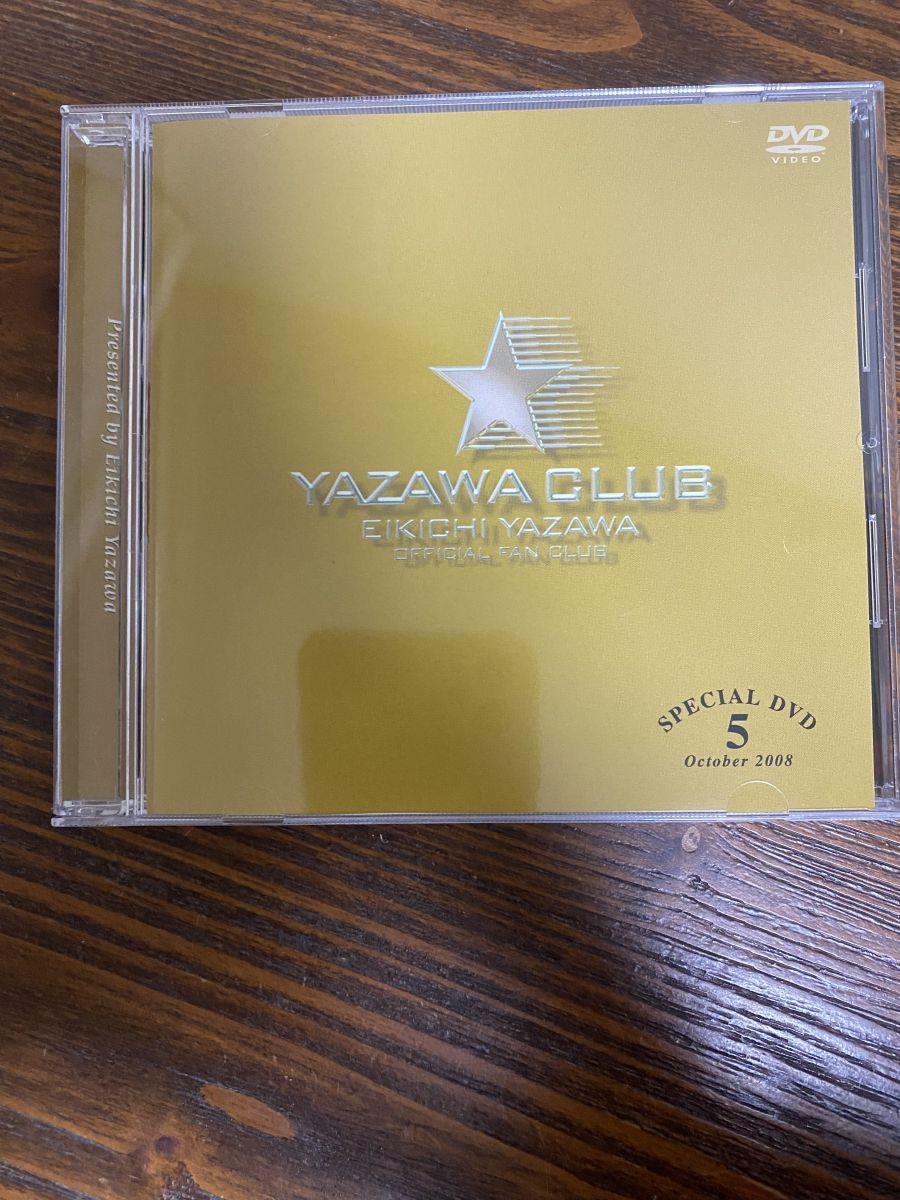 DVD
VIDEO
Presented by Eikichi Yazawa
YAZAWA CLUB
EIKICHI YAZAWA
OFFICIAL FAN CLUB
SPECIAL DVD
5
October 2008